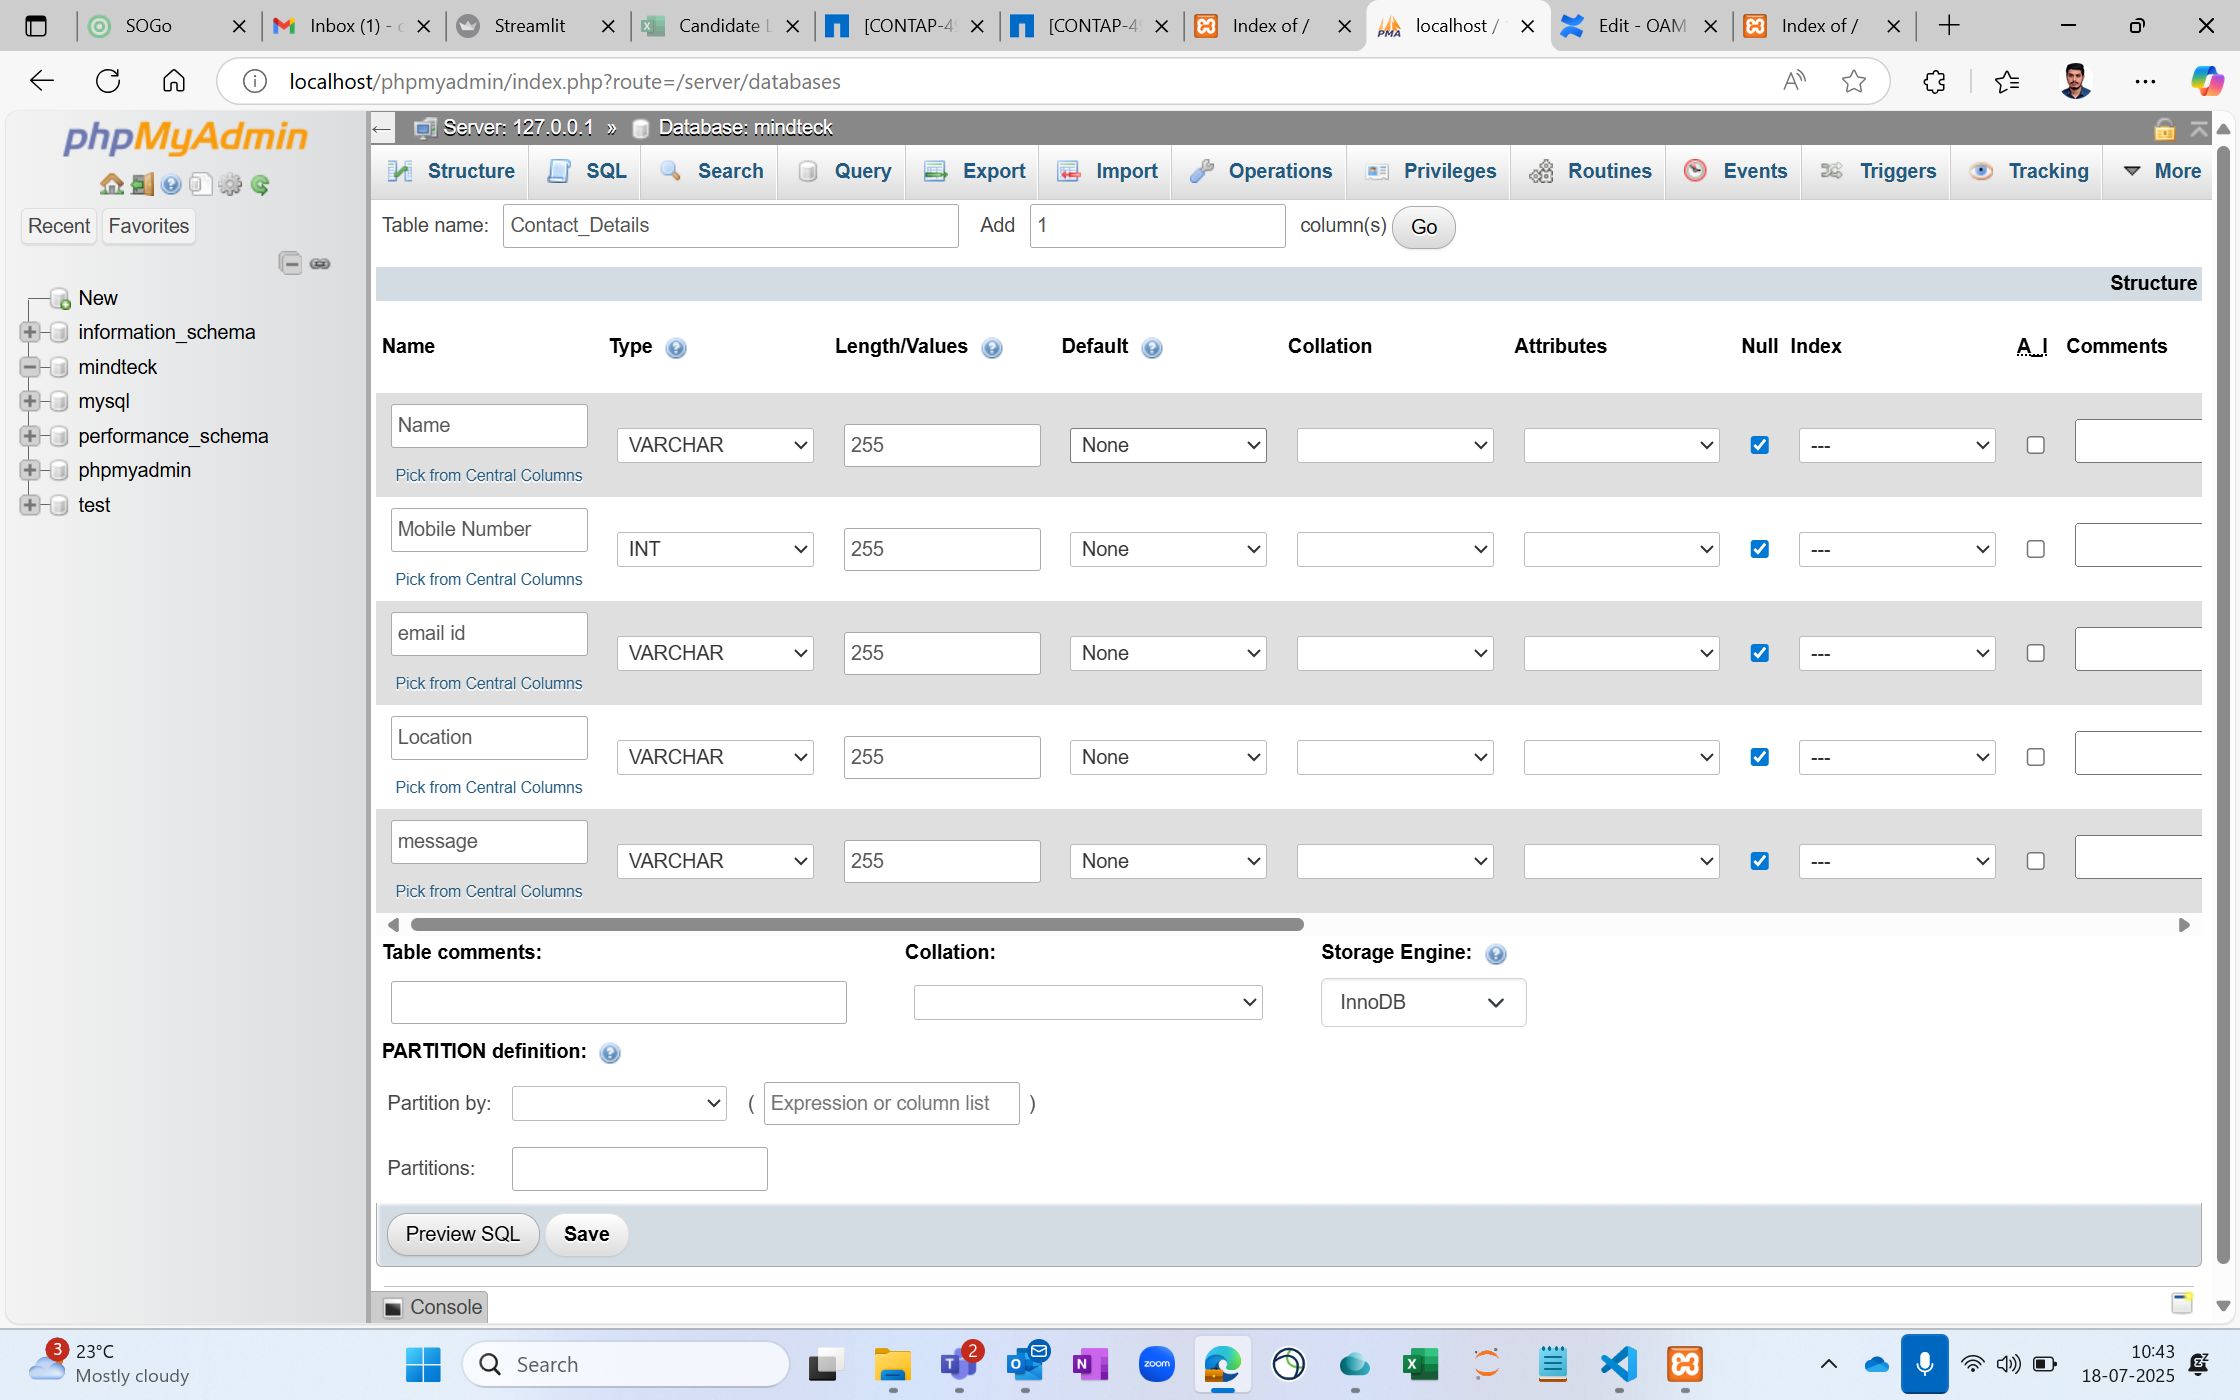 SOGo
Inbox (1) - c
Streamlit
Candidate L
[CONTAP-49
[CONTAP-49
Index of /
localhost /
Edit - OAM
Index of /
localhost/phpmyadmin/index.php?route=/server/databases
phpMyAdmin
Recent Favorites
New
information_schema
mindteck
mysql
performance_schema
phpmyadmin
test
Server: 127.0.0.1 » Database: mindteck
Structure SQL Search Query Export Import Operations Privileges Routines Events Triggers Tracking More
Table name: Contact_Details Add 1 column(s) Go
Structure
Name Type Length/Values Default Collation Attributes Null Index A_I Comments
Name VARCHAR 255 None ---
Pick from Central Columns
Mobile Number INT 255 None ---
Pick from Central Columns
email id VARCHAR 255 None ---
Pick from Central Columns
Location VARCHAR 255 None ---
Pick from Central Columns
message VARCHAR 255 None ---
Pick from Central Columns
Table comments: Collation: Storage Engine:
InnoDB
PARTITION definition:
Partition by: ( Expression or column list )
Partitions:
Preview SQL Save
Console
3
23°C
Mostly cloudy
Search
2
zoom
10:43
18-07-2025